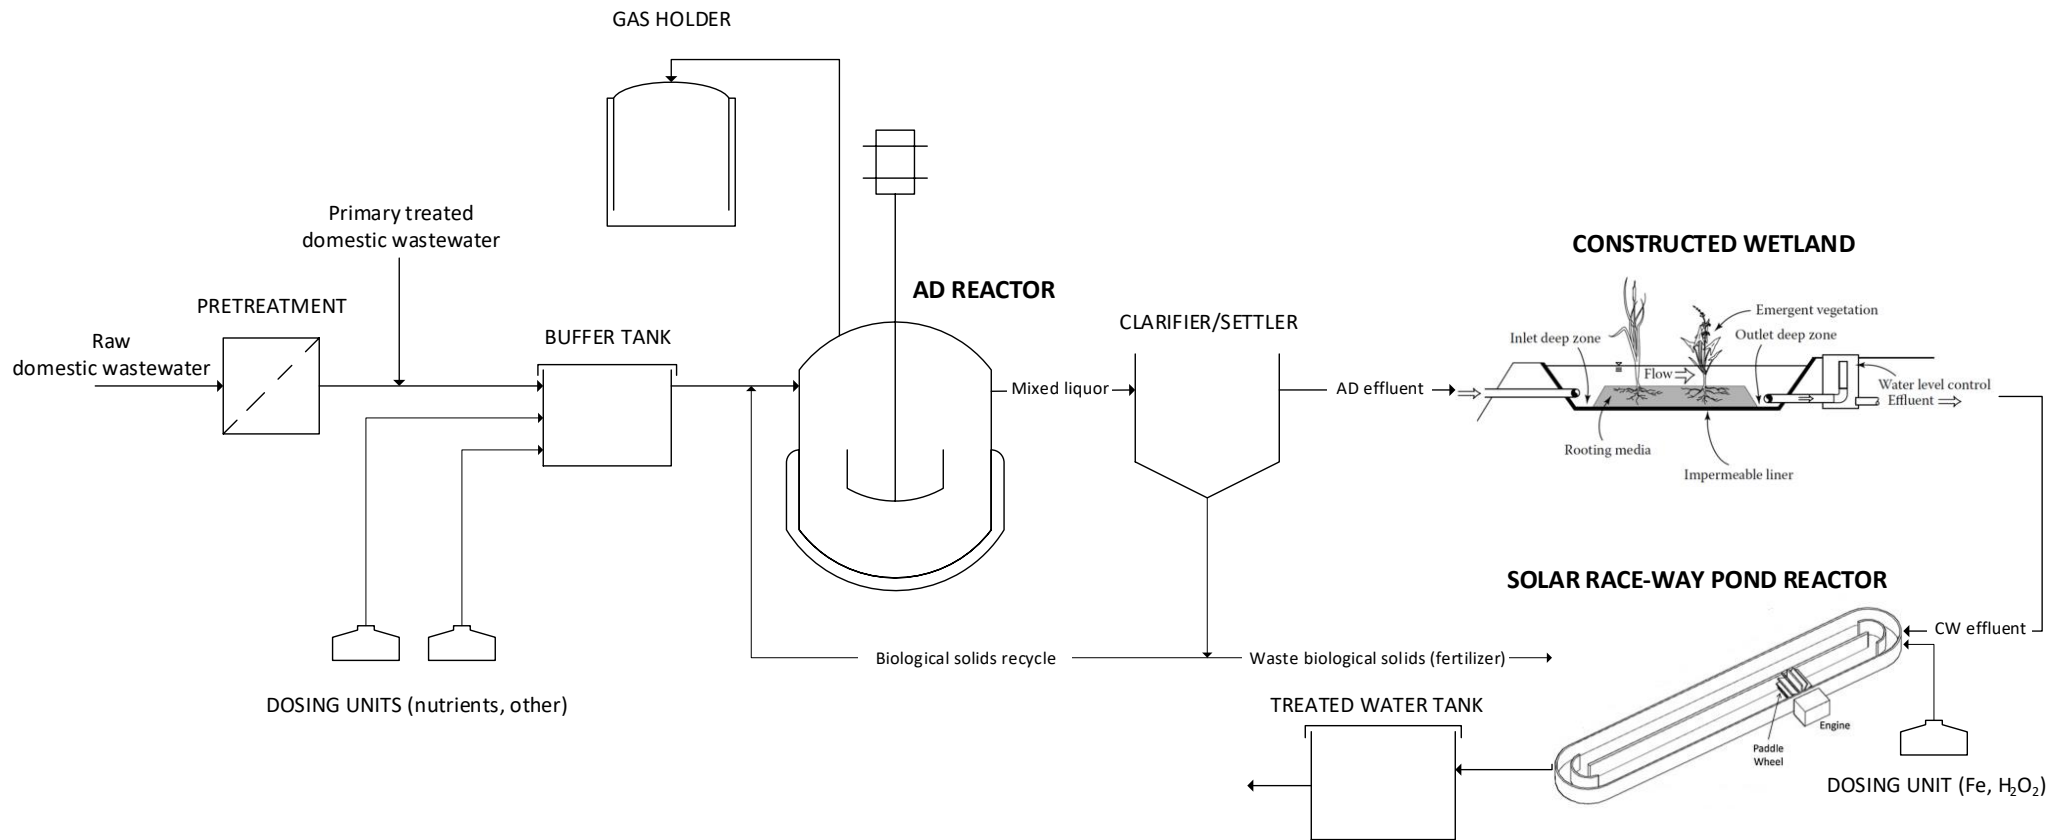 GAS HOLDER
Primary treated
domestic wastewater
PRETREATMENT
Raw
domestic wastewater
BUFFER TANK
AD REACTOR
CLARIFIER/SETTLER
Mixed liquor
AD effluent
CONSTRUCTED WETLAND
Emergent vegetation
Inlet deep zone
Outlet deep zone
Flow
Water level control
Effluent
Rooting media
Impermeable liner
SOLAR RACE-WAY POND REACTOR
CW effluent
Biological solids recycle
Waste biological solids (fertilizer)
DOSING UNITS (nutrients, other)
TREATED WATER TANK
Engine
Paddle
Wheel
DOSING UNIT (Fe, H₂O₂)